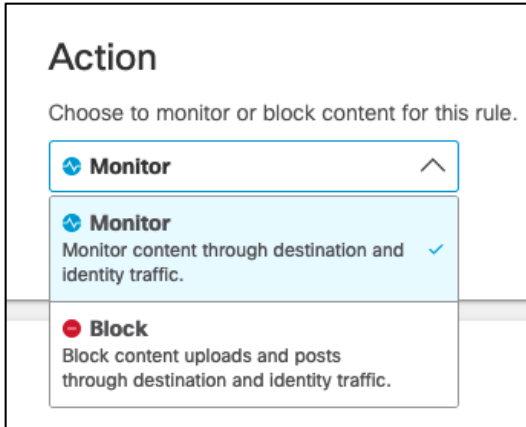 Action
Choose to monitor or block content for this rule.
Monitor
Monitor
Monitor content through destination and
identity traffic.
Block
Block content uploads and posts
through destination and identity traffic.